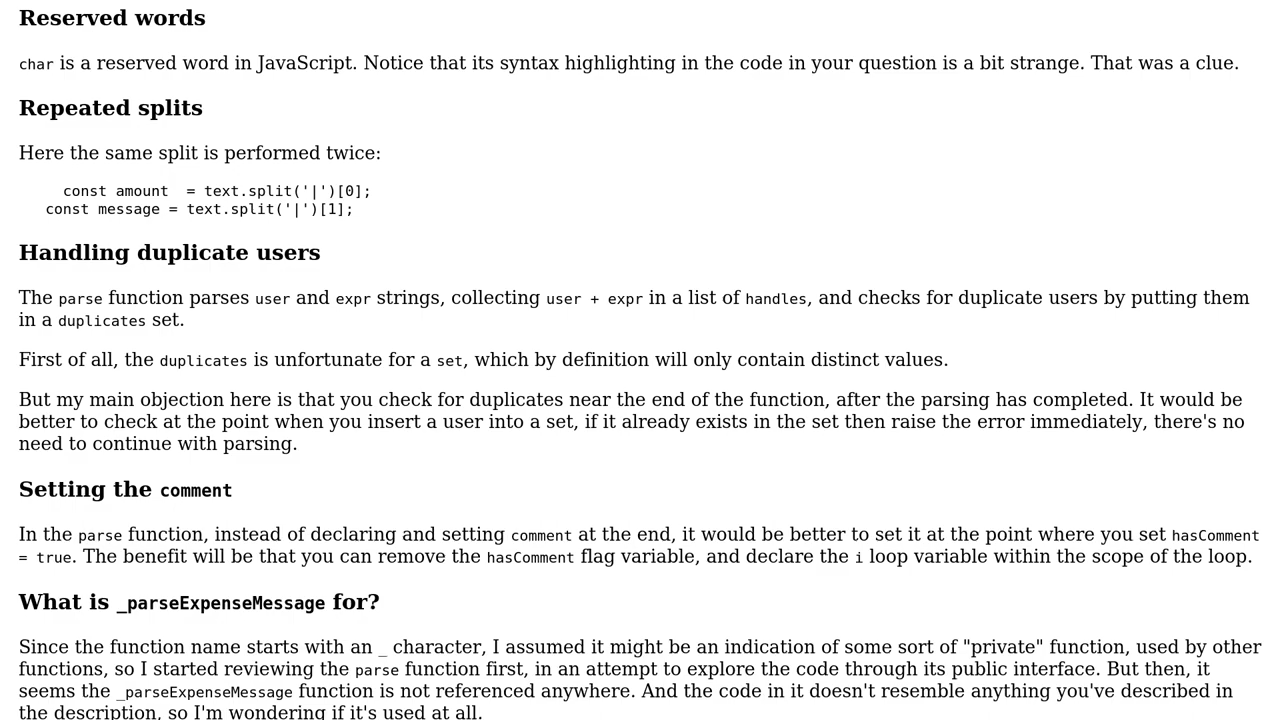 Reserved words
char is a reserved word in JavaScript. Notice that its syntax highlighting in the code in your question is a bit strange. That was a clue.
Repeated splits
Here the same split is performed twice:
const amount  = text.split('|')[0];
const message = text.split('|')[1];
Handling duplicate users
The parse function parses user and expr strings, collecting user + expr in a list of handles, and checks for duplicate users by putting them
in a duplicates set.
First of all, the duplicates is unfortunate for a set, which by definition will only contain distinct values.
But my main objection here is that you check for duplicates near the end of the function, after the parsing has completed. It would be
better to check at the point when you insert a user into a set, if it already exists in the set then raise the error immediately, there's no
need to continue with parsing.
Setting the comment
In the parse function, instead of declaring and setting comment at the end, it would be better to set it at the point where you set hasComment
= true. The benefit will be that you can remove the hasComment flag variable, and declare the i loop variable within the scope of the loop.
What is _parseExpenseMessage for?
Since the function name starts with an _ character, I assumed it might be an indication of some sort of "private" function, used by other
functions, so I started reviewing the parse function first, in an attempt to explore the code through its public interface. But then, it
seems the _parseExpenseMessage function is not referenced anywhere. And the code in it doesn't resemble anything you've described in
the description, so I'm wondering if it's used at all.